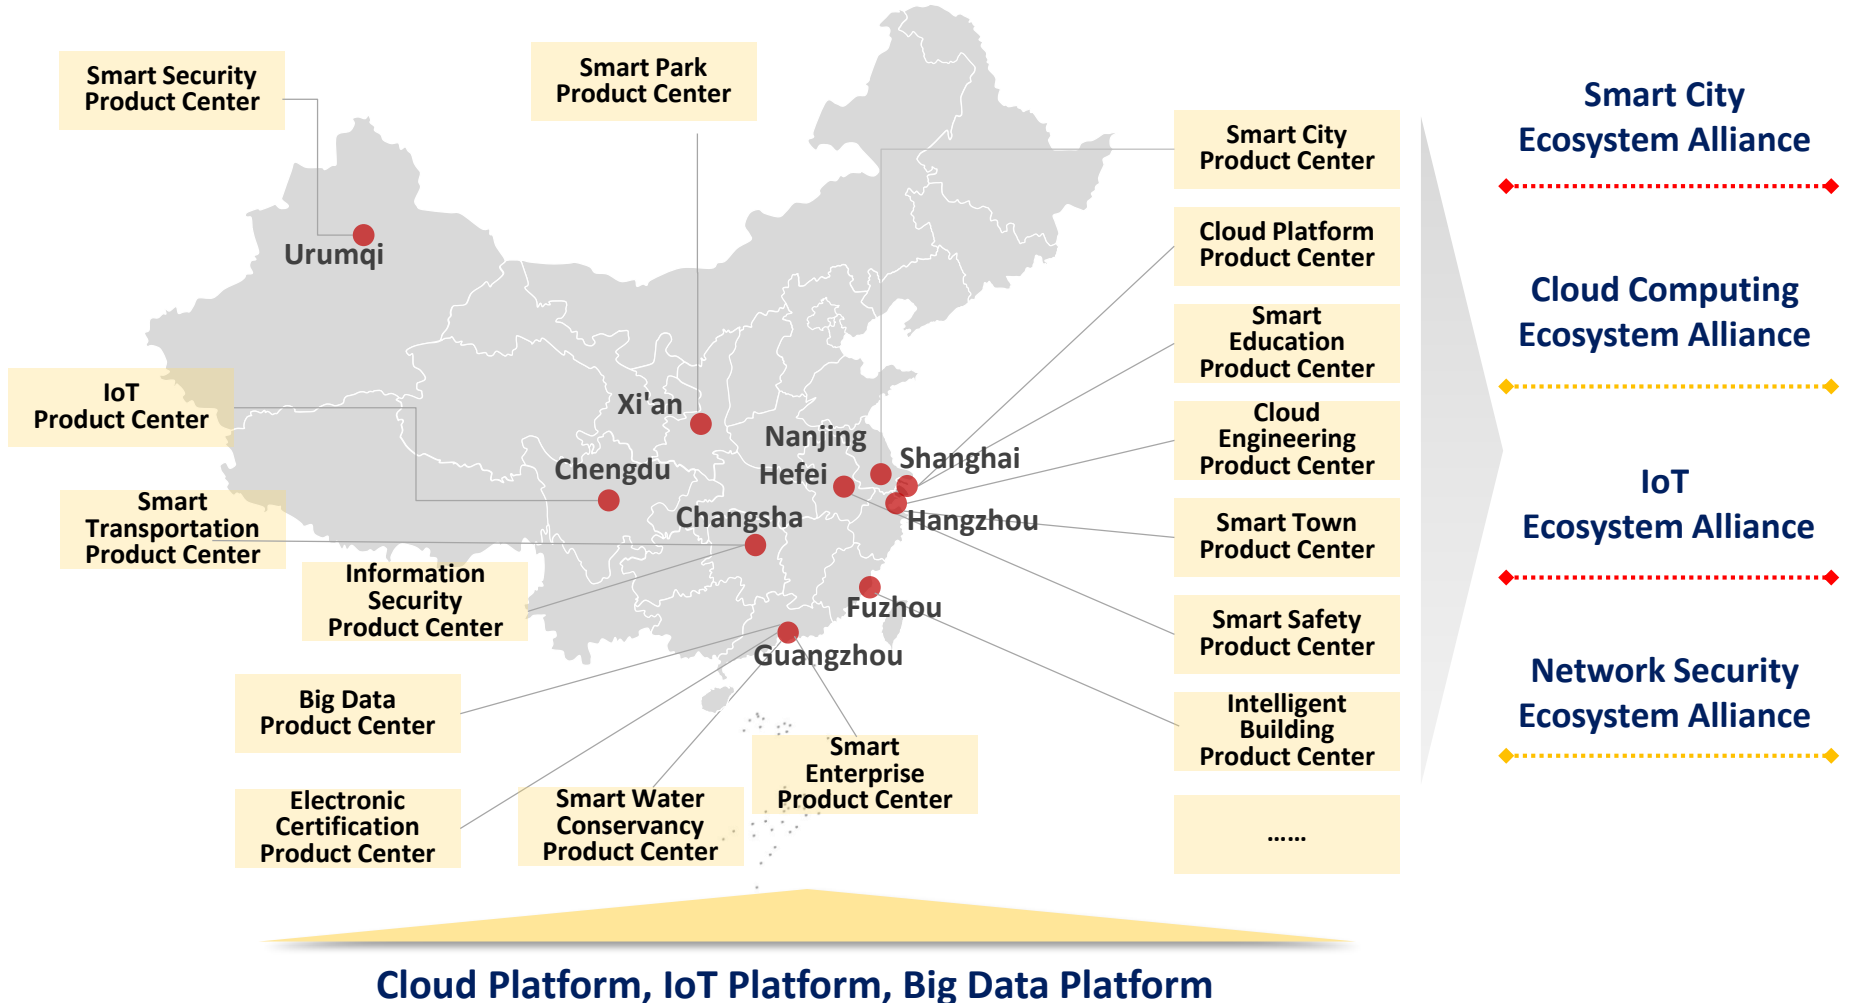 Smart Security
Product Center
Smart Park
Product Center
Smart City
Product Center
Smart City
Ecosystem Alliance
Urumqi
Cloud Platform
Product Center
Cloud Computing
Ecosystem Alliance
Smart
Education
Product Center
IoT
Product Center
Xi'an
Nanjing
Cloud
Engineering
Product Center
Chengdu
Hefei
Shanghai
IoT
Ecosystem Alliance
Smart
Transportation
Product Center
Changsha
Hangzhou
Smart Town
Product Center
Information
Security
Product Center
Fuzhou
Smart Safety
Product Center
Guangzhou
Network Security
Ecosystem Alliance
Big Data
Product Center
Intelligent
Building
Product Center
Smart
Enterprise
Product Center
Electronic
Certification
Product Center
Smart Water
Conservancy
Product Center
......
Cloud Platform, IoT Platform, Big Data Platform